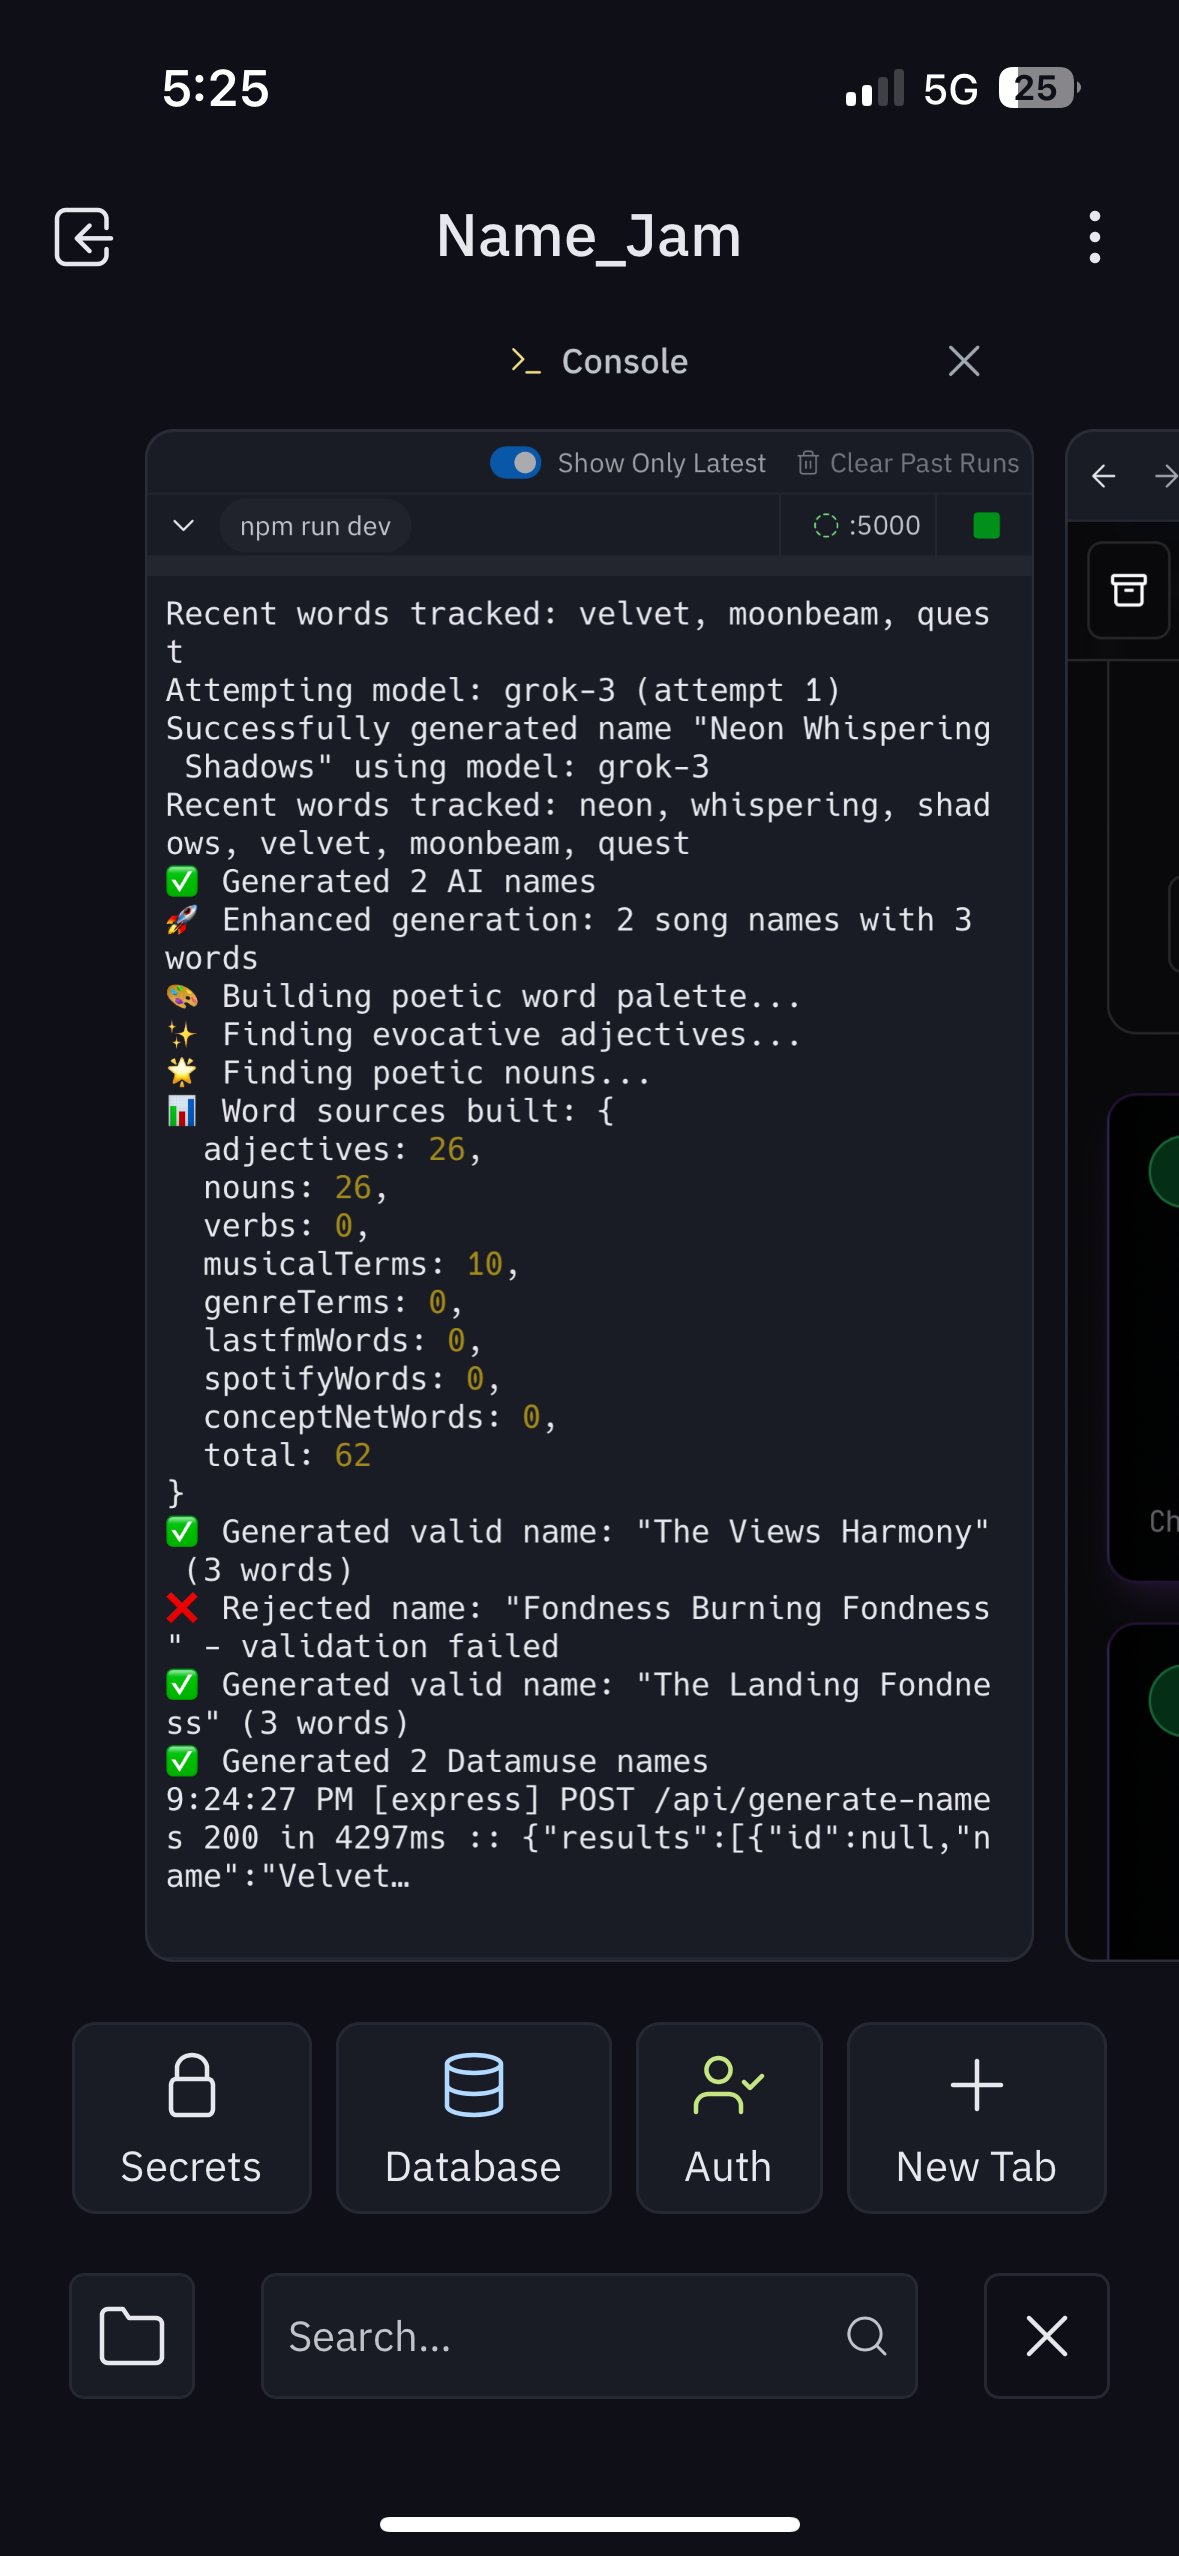 5:25
5G
25
Name_Jam
Console
Show Only Latest
Clear Past Runs
npm run dev
:5000
Recent words tracked: velvet, moonbeam, ques
t
Attempting model: grok-3 (attempt 1)
Successfully generated name "Neon Whispering
Shadows" using model: grok-3
Recent words tracked: neon, whispering, shad
ows, velvet, moonbeam, quest
✅ Generated 2 AI names
🚀 Enhanced generation: 2 song names with 3
words
🎨 Building poetic word palette...
✨ Finding evocative adjectives...
🌟 Finding poetic nouns...
📊 Word sources built: {
adjectives: 26,
nouns: 26,
verbs: 0,
musicalTerms: 10,
genreTerms: 0,
lastfmWords: 0,
spotifyWords: 0,
conceptNetWords: 0,
total: 62
}
✅ Generated valid name: "The Views Harmony"
(3 words)
❌ Rejected name: "Fondness Burning Fondness
" - validation failed
✅ Generated valid name: "The Landing Fondne
ss" (3 words)
✅ Generated 2 Datamuse names
9:24:27 PM [express] POST /api/generate-name
s 200 in 4297ms :: {"results":[{"id":null,"n
ame":"Velvet…
Ch
Secrets
Database
Auth
New Tab
Search...